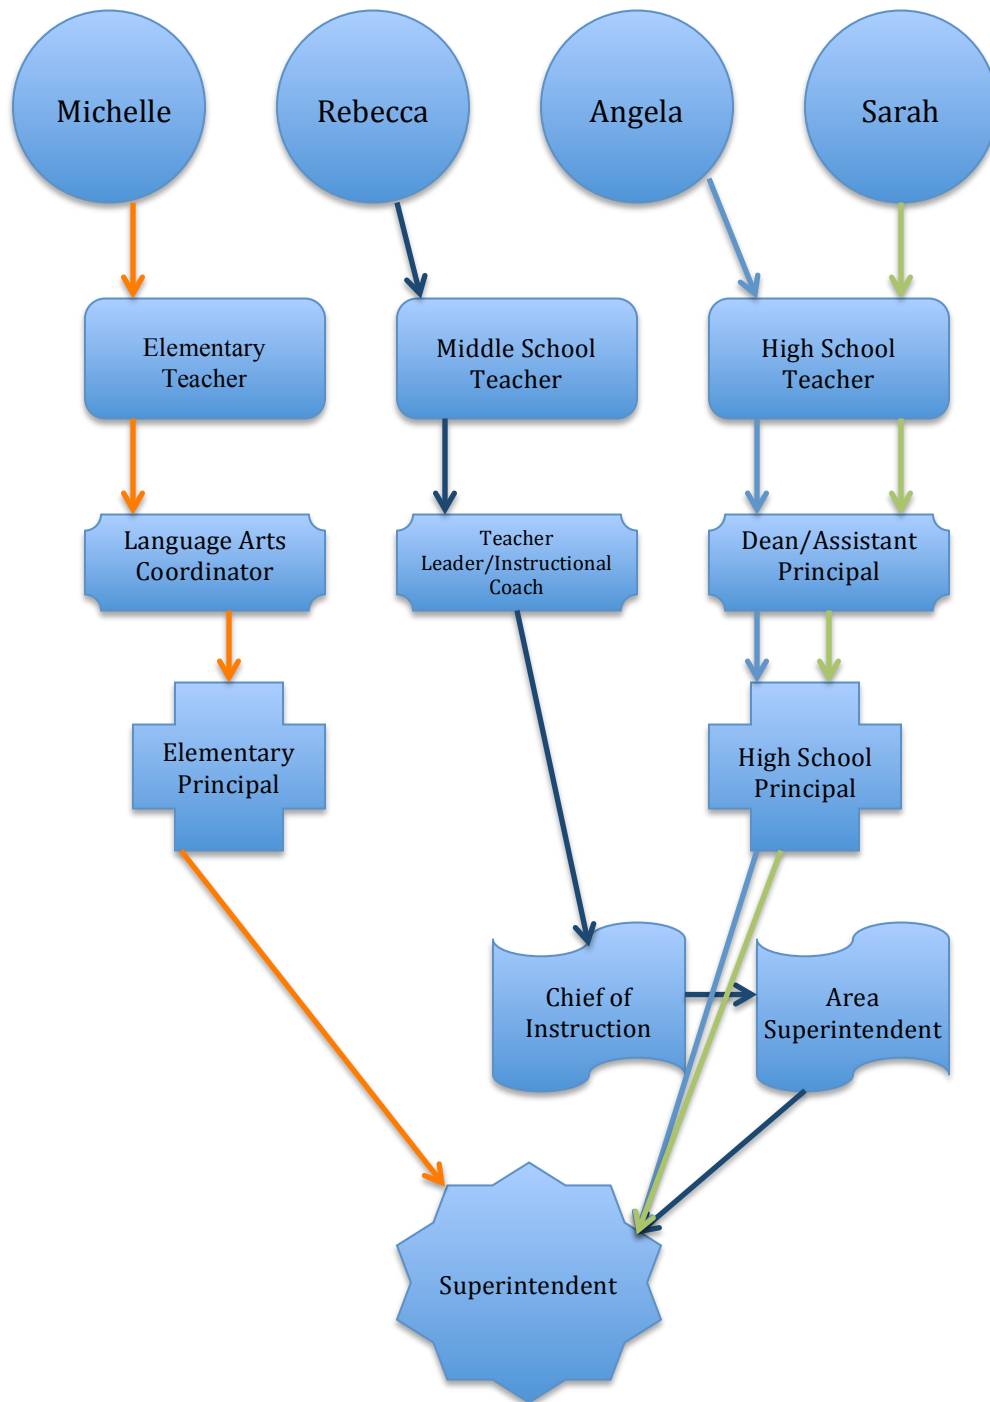 Michelle
Rebecca
Angela
Sarah
Elementary
Teacher
Middle School
Teacher
High School
Teacher
Language Arts
Coordinator
Teacher
Leader/Instructional
Coach
Dean/Assistant
Principal
Elementary
Principal
High School
Principal
Chief of
Instruction
Area
Superintendent
Superintendent